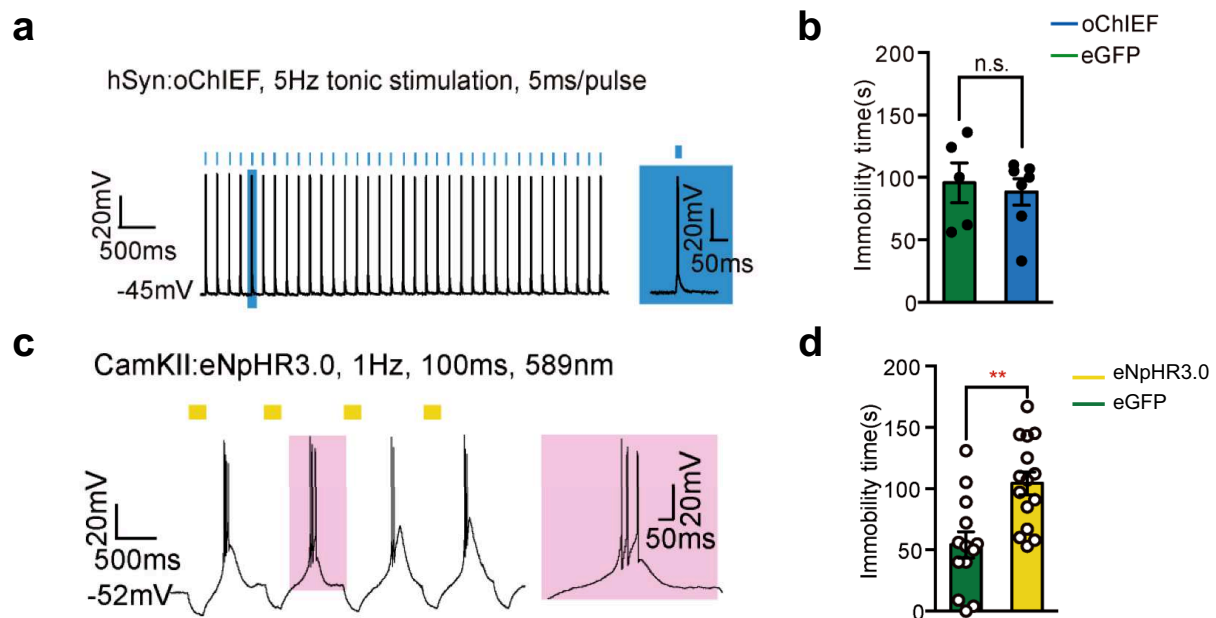 a
hSyn:oChIEF, 5Hz tonic stimulation, 5ms/pulse
20mV
500ms
-45mV
20mV
50ms
b
oChIEF
eGFP
n.s.
Immobility time(s)
200
150
100
50
0
c
CamKII:eNpHR3.0, 1Hz, 100ms, 589nm
20mV
500ms
-52mV
50ms
20mV
d
eNpHR3.0
eGFP
**
Immobility time(s)
200
150
100
50
0